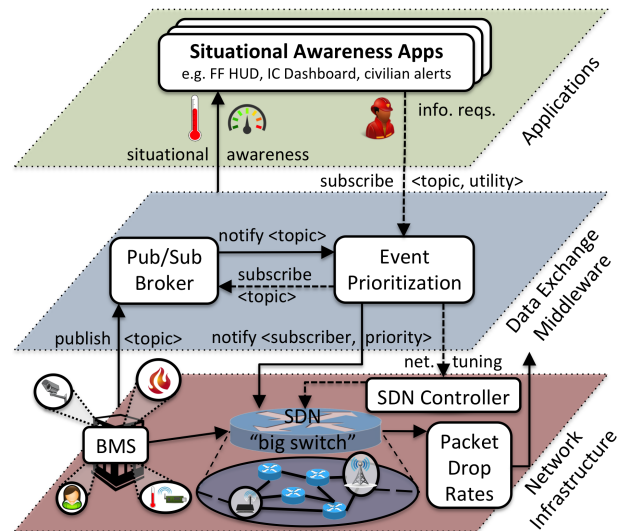 Situational Awareness Apps
e.g. FF HUD, IC Dashboard, civilian alerts
info. reqs.
situational awareness
Applications
subscribe <topic, utility>
notify <topic>
Pub/Sub
Broker
Event
Prioritization
subscribe
<topic>
publish <topic>
notify <subscriber, priority>
net. tuning
Data Exchange
Middleware
SDN Controller
SDN
"big switch"
BMS
Packet
Drop
Rates
Network
Infrastructure